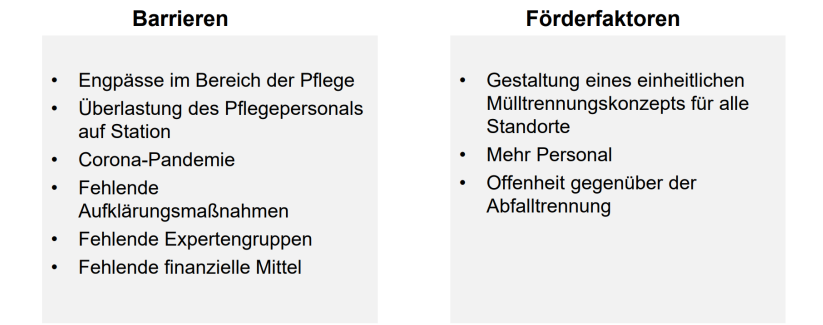 Barrieren
• Engpässe im Bereich der Pflege
• Überlastung des Pflegepersonals
auf Station
• Corona-Pandemie
• Fehlende
Aufklärungsmaßnahmen
• Fehlende Expertengruppen
• Fehlende finanzielle Mittel
Förderfaktoren
• Gestaltung eines einheitlichen
Mülltrennungskonzepts für alle
Standorte
• Mehr Personal
• Offenheit gegenüber der
Abfalltrennung